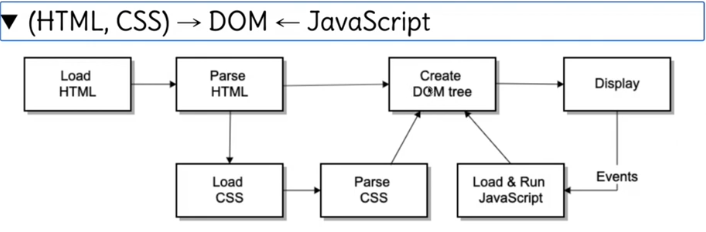 (HTML, CSS) → DOM ← JavaScript
Load
HTML
Parse
HTML
Create
DOM tree
Display
Load
CSS
Parse
CSS
Load & Run
JavaScript
Events